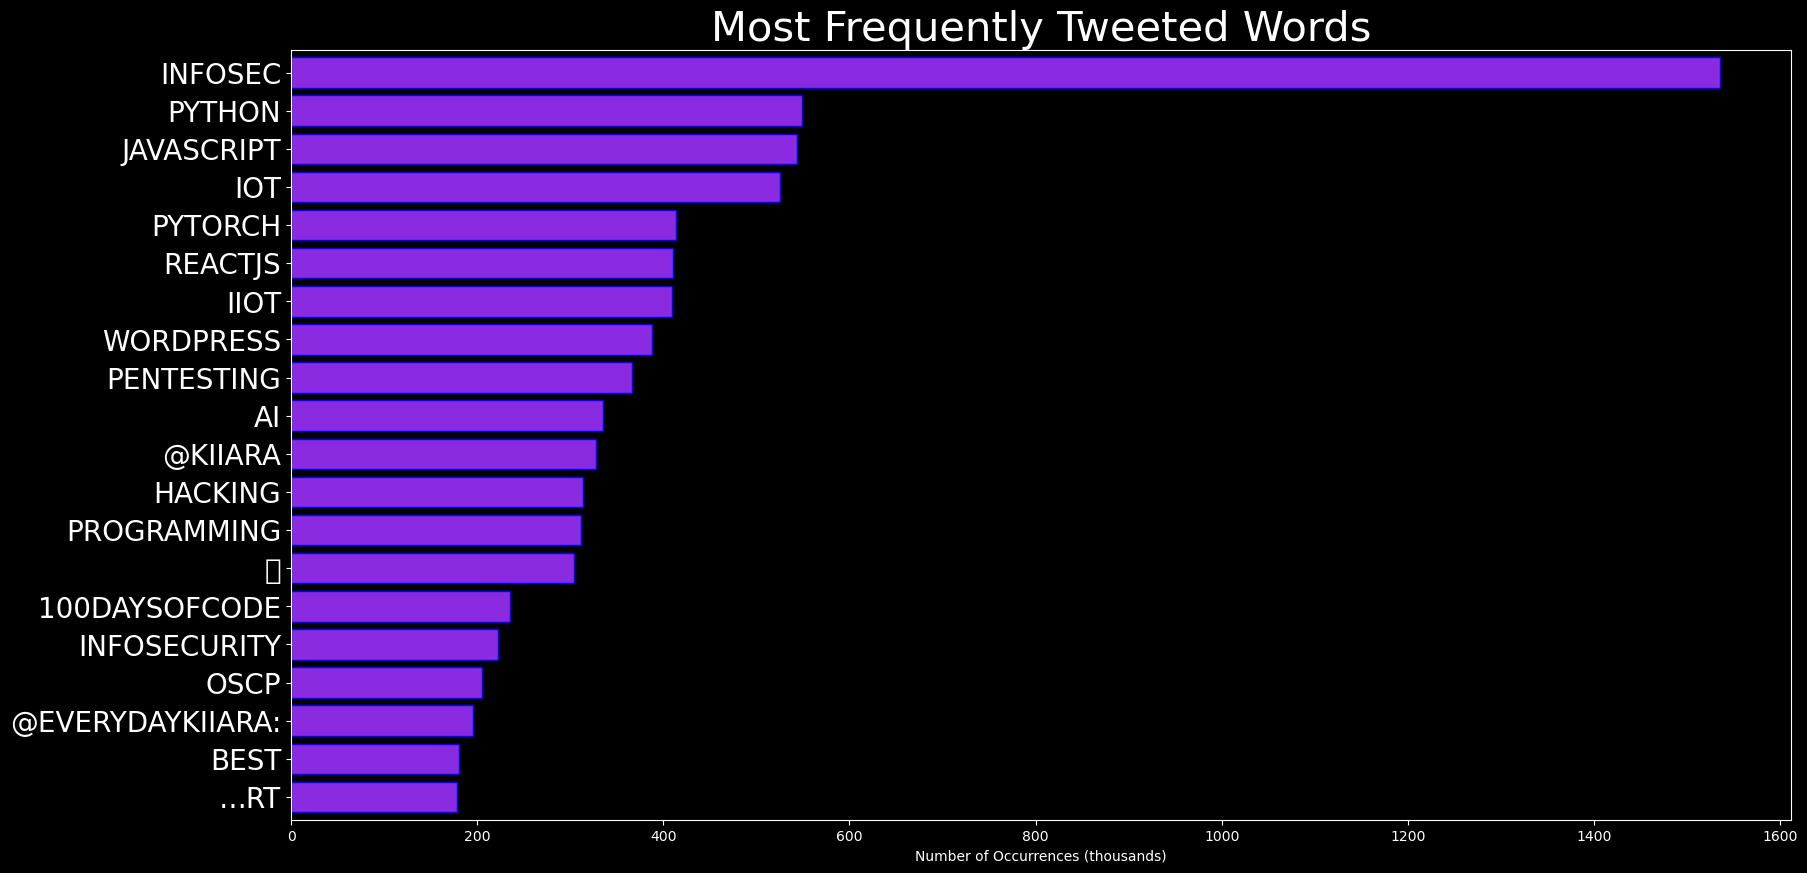 Most Frequently Tweeted Words
INFOSEC
PYTHON
JAVASCRIPT
IOT
PYTORCH
REACTJS
IIOT
WORDPRESS
PENTESTING
AI
@KIIARA
HACKING
PROGRAMMING
100DAYSOFCODE
INFOSECURITY
OSCP
@EVERYDAYKIIARA:
BEST
…RT
0 200 400 600 800 1000 1200 1400 1600
Number of Occurrences (thousands)